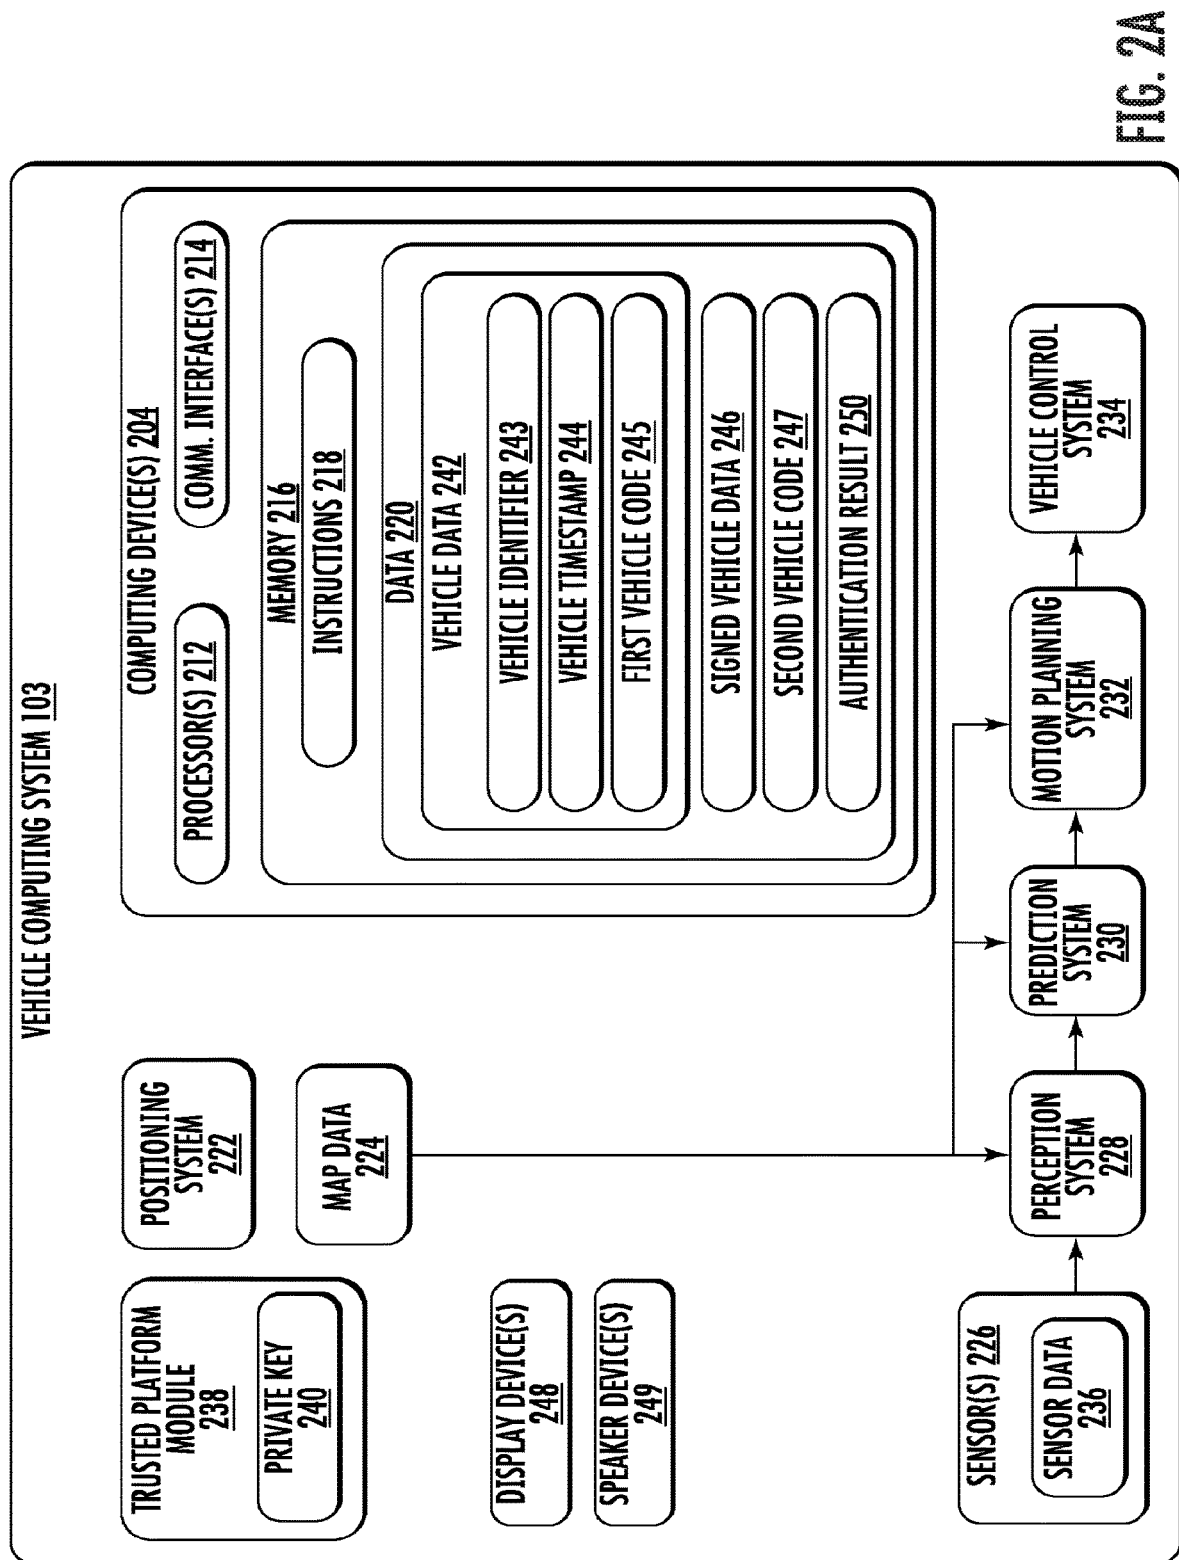 VEHICLE COMPUTING SYSTEM 103
TRUSTED PLATFORM
MODULE
238
PRIVATE KEY
240
POSITIONING
SYSTEM
222
MAP DATA
224
DISPLAY DEVICE(S)
248
SPEAKER DEVICE(S)
249
COMPUTING DEVICE(S) 204
PROCESSOR(S) 212
COMM. INTERFACE(S) 214
MEMORY 216
INSTRUCTIONS 218
DATA 220
VEHICLE DATA 242
VEHICLE IDENTIFIER 243
VEHICLE TIMESTAMP 244
FIRST VEHICLE CODE 245
SIGNED VEHICLE DATA 246
SECOND VEHICLE CODE 247
AUTHENTICATION RESULT 250
SENSOR(S) 226
SENSOR DATA
236
PERCEPTION
SYSTEM
228
PREDICTION
SYSTEM
230
MOTION PLANNING
SYSTEM
232
VEHICLE CONTROL
SYSTEM
234
FIG. 2A